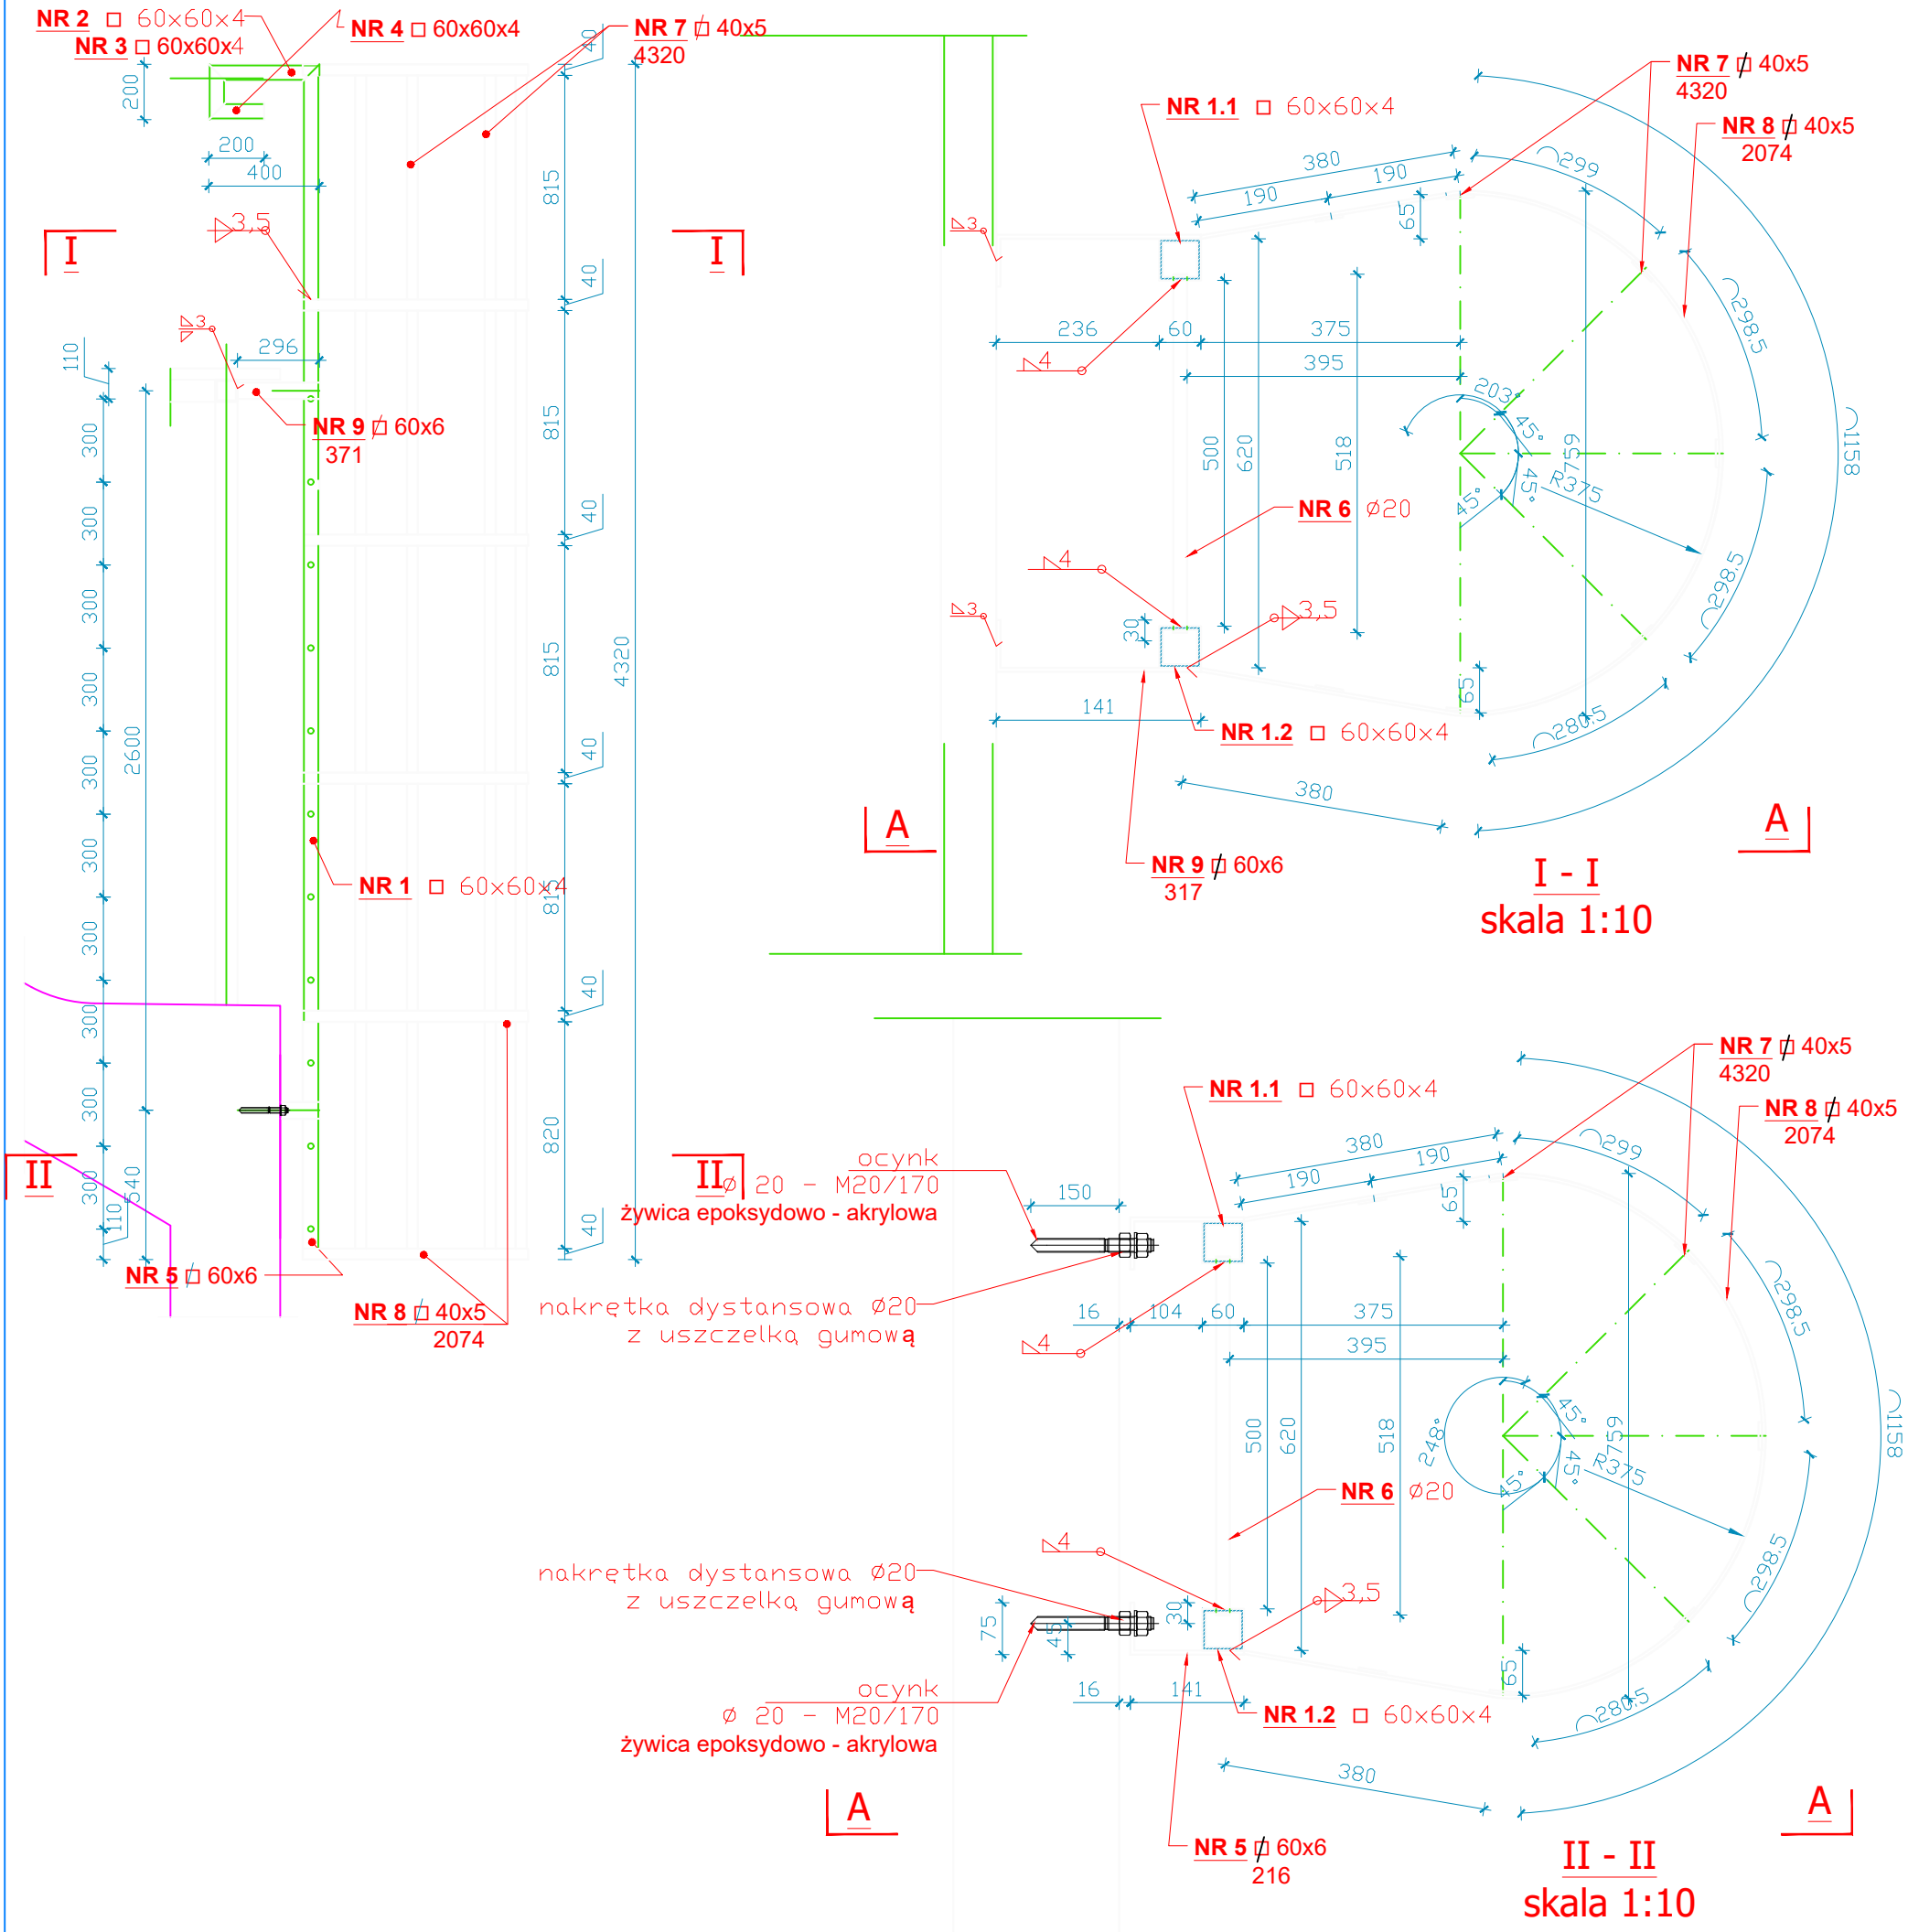 NR 2 □ 60x60x4
NR 3 □ 60x60x4
NR 4 □ 60x60x4
NR 7 40x5
4320
200
200
400
40
815
3,5
I
I
40
3
296
110
NR 9 60x6
371
300
815
300
40
300
300
815
4320
300
2600
40
300
300
NR 1 □ 60x60x4
815
300
40
300
300
820
II
II
300
540
110
40
NR 5 60x6
NR 8 40x5
2074
NR 1.1 □ 60x60x4
NR 7 40x5
4320
NR 8 40x5
2074
380
190
190
299
65
3
298.5
236
60
375
4
395
203°
45°
45°
45°
759
R375
1158
500
620
518
NR 6 ø20
4
3,5
3
30
298.5
65
141
280.5
NR 1.2 □ 60x60x4
380
A
A
NR 9 60x6
317
I - I
skala 1:10
NR 1.1 □ 60x60x4
NR 7 40x5
4320
NR 8 40x5
2074
380
190
190
299
65
ocynk
ø 20 - M20/170
żywica epoksydowo - akrylowa
150
298.5
nakrętka dystansowa ø20
z uszczelką gumową
16
104
60
375
4
395
248°
45°
45°
45°
759
R375
1158
500
620
518
NR 6 ø20
4
3,5
nakrętka dystansowa ø20
z uszczelką gumową
75
45
30
298.5
65
ocynk
ø 20 - M20/170
żywica epoksydowo - akrylowa
16
141
280.5
NR 1.2 □ 60x60x4
380
A
A
NR 5 60x6
216
II - II
skala 1:10